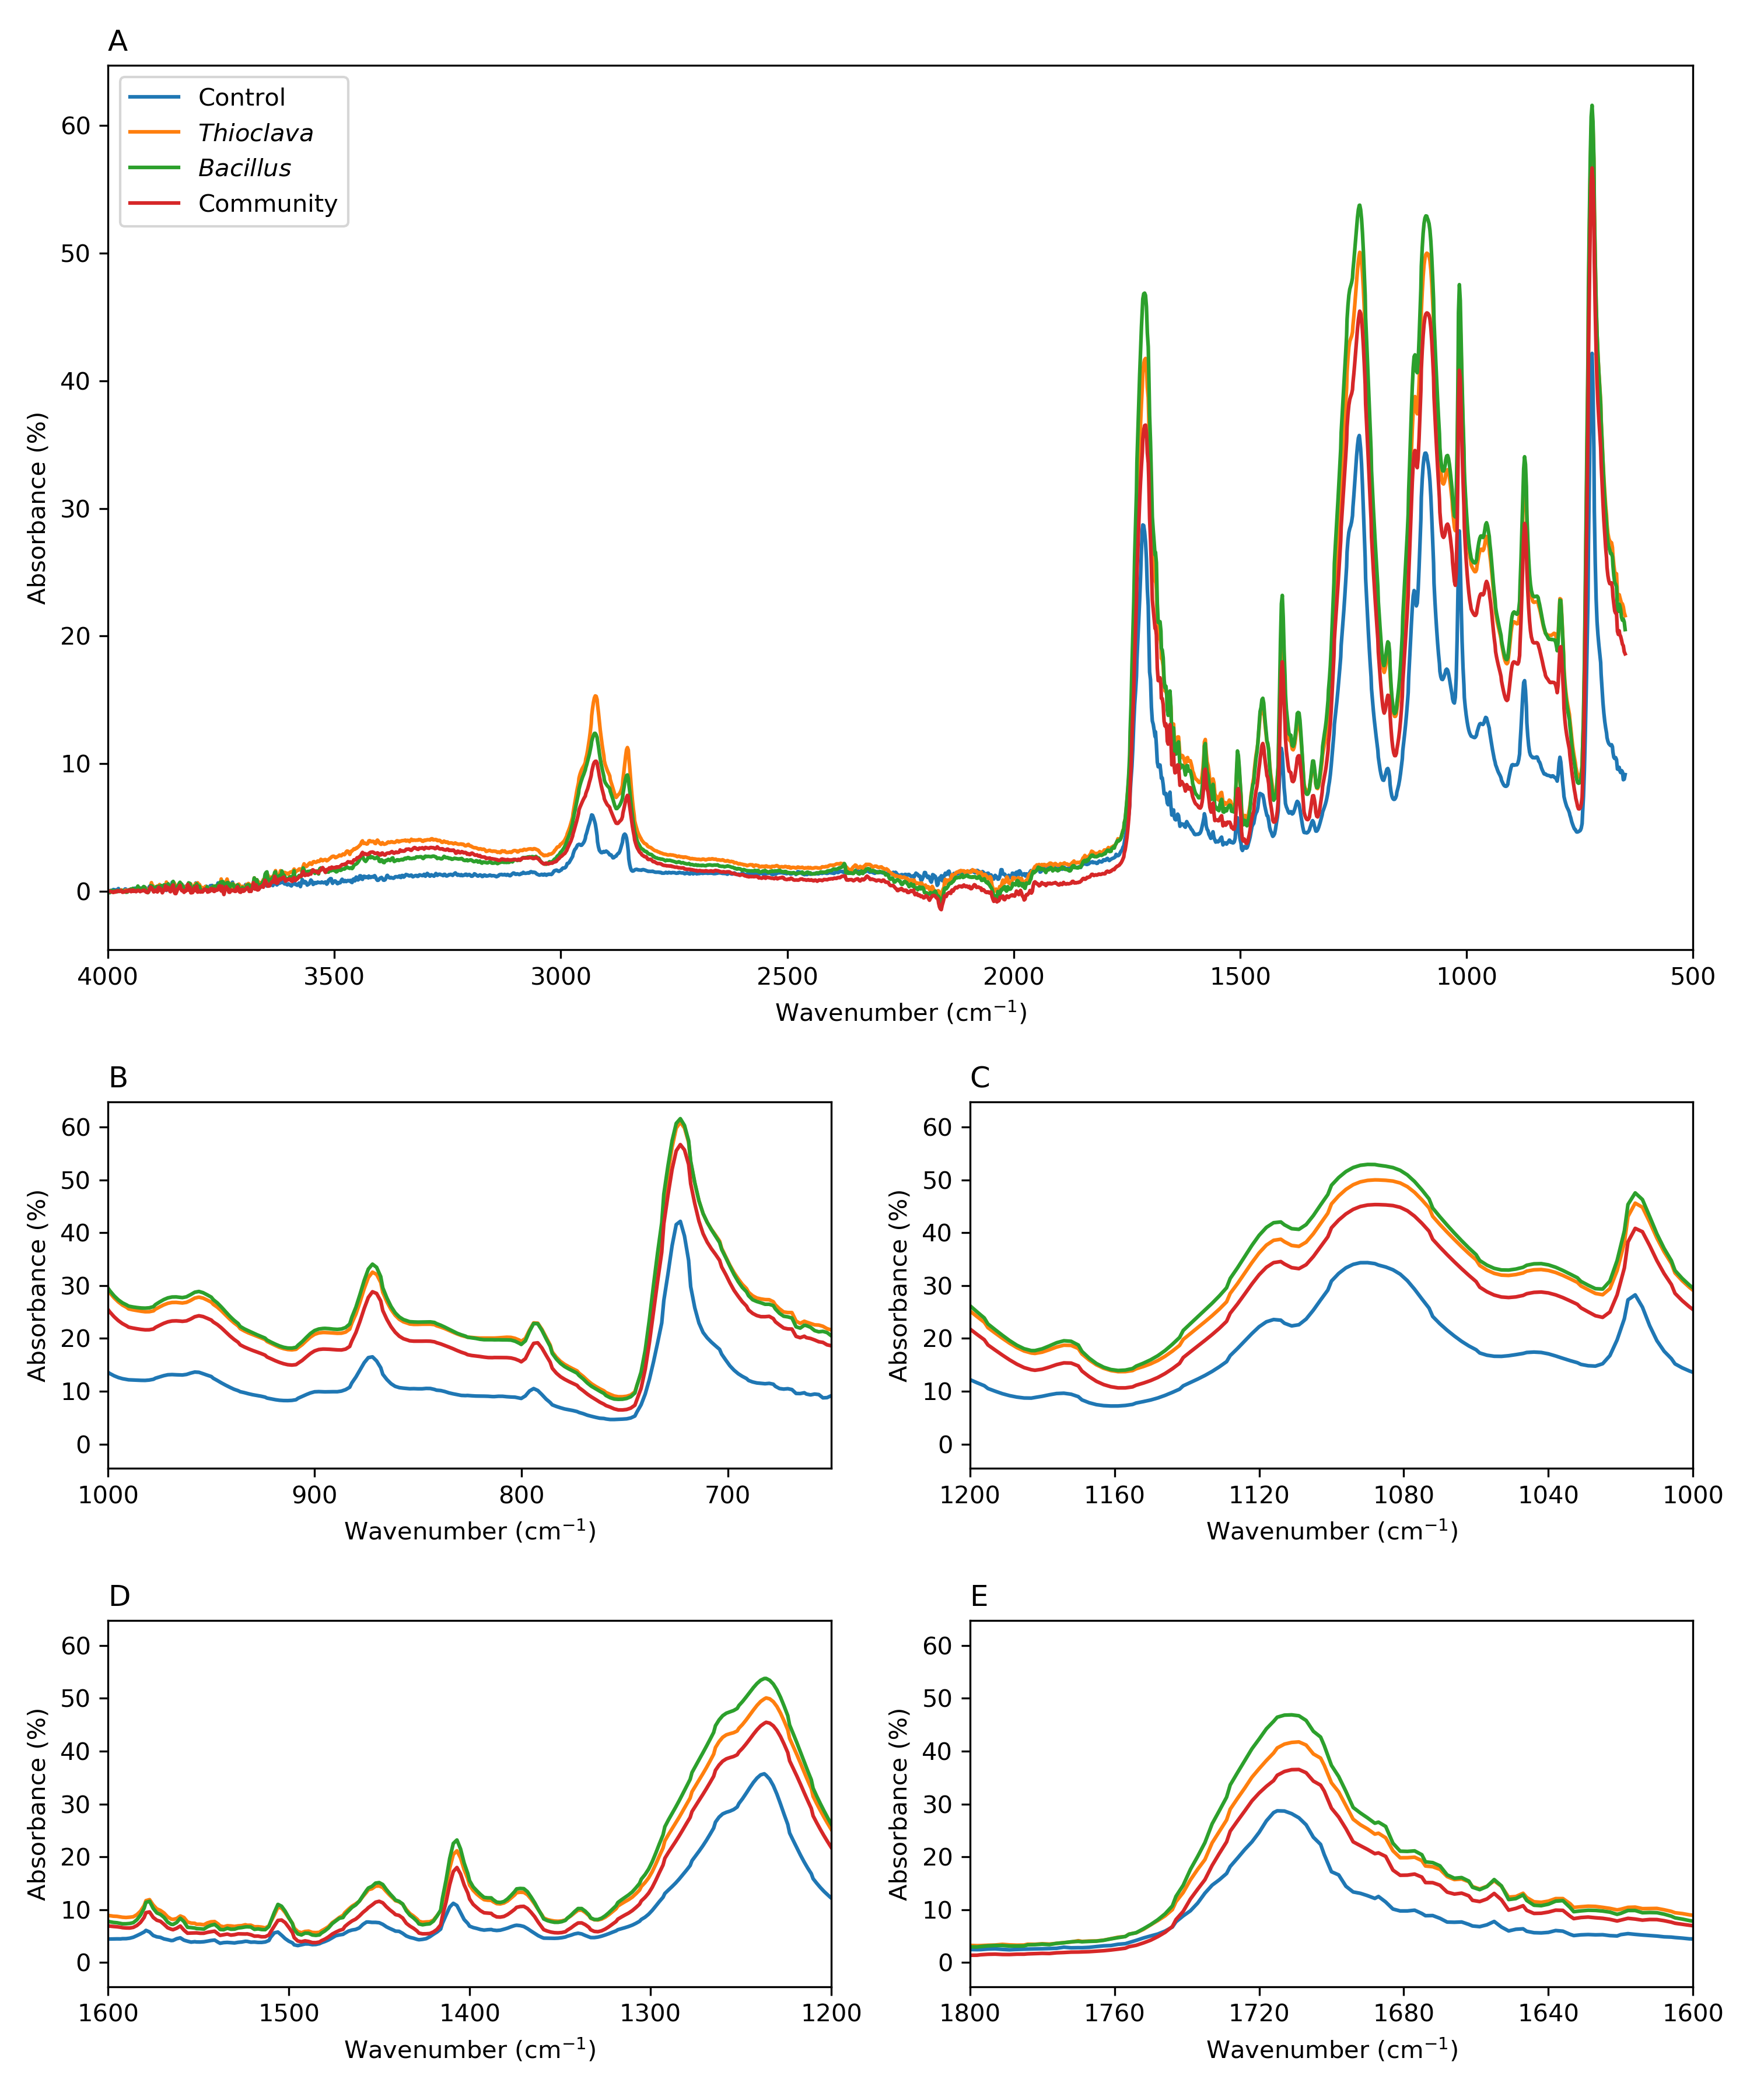 A
Control
Thioclava
Bacillus
Community
60
50
40
30
20
10
0
Absorbance (%)
4000 3500 3000 2500 2000 1500 1000 500
Wavenumber (cm⁻¹)
B
60
50
40
30
20
10
0
Absorbance (%)
1000 900 800 700
Wavenumber (cm⁻¹)
C
60
50
40
30
20
10
0
Absorbance (%)
1200 1160 1120 1080 1040 1000
Wavenumber (cm⁻¹)
D
60
50
40
30
20
10
0
Absorbance (%)
1600 1500 1400 1300 1200
Wavenumber (cm⁻¹)
E
60
50
40
30
20
10
0
Absorbance (%)
1800 1760 1720 1680 1640 1600
Wavenumber (cm⁻¹)